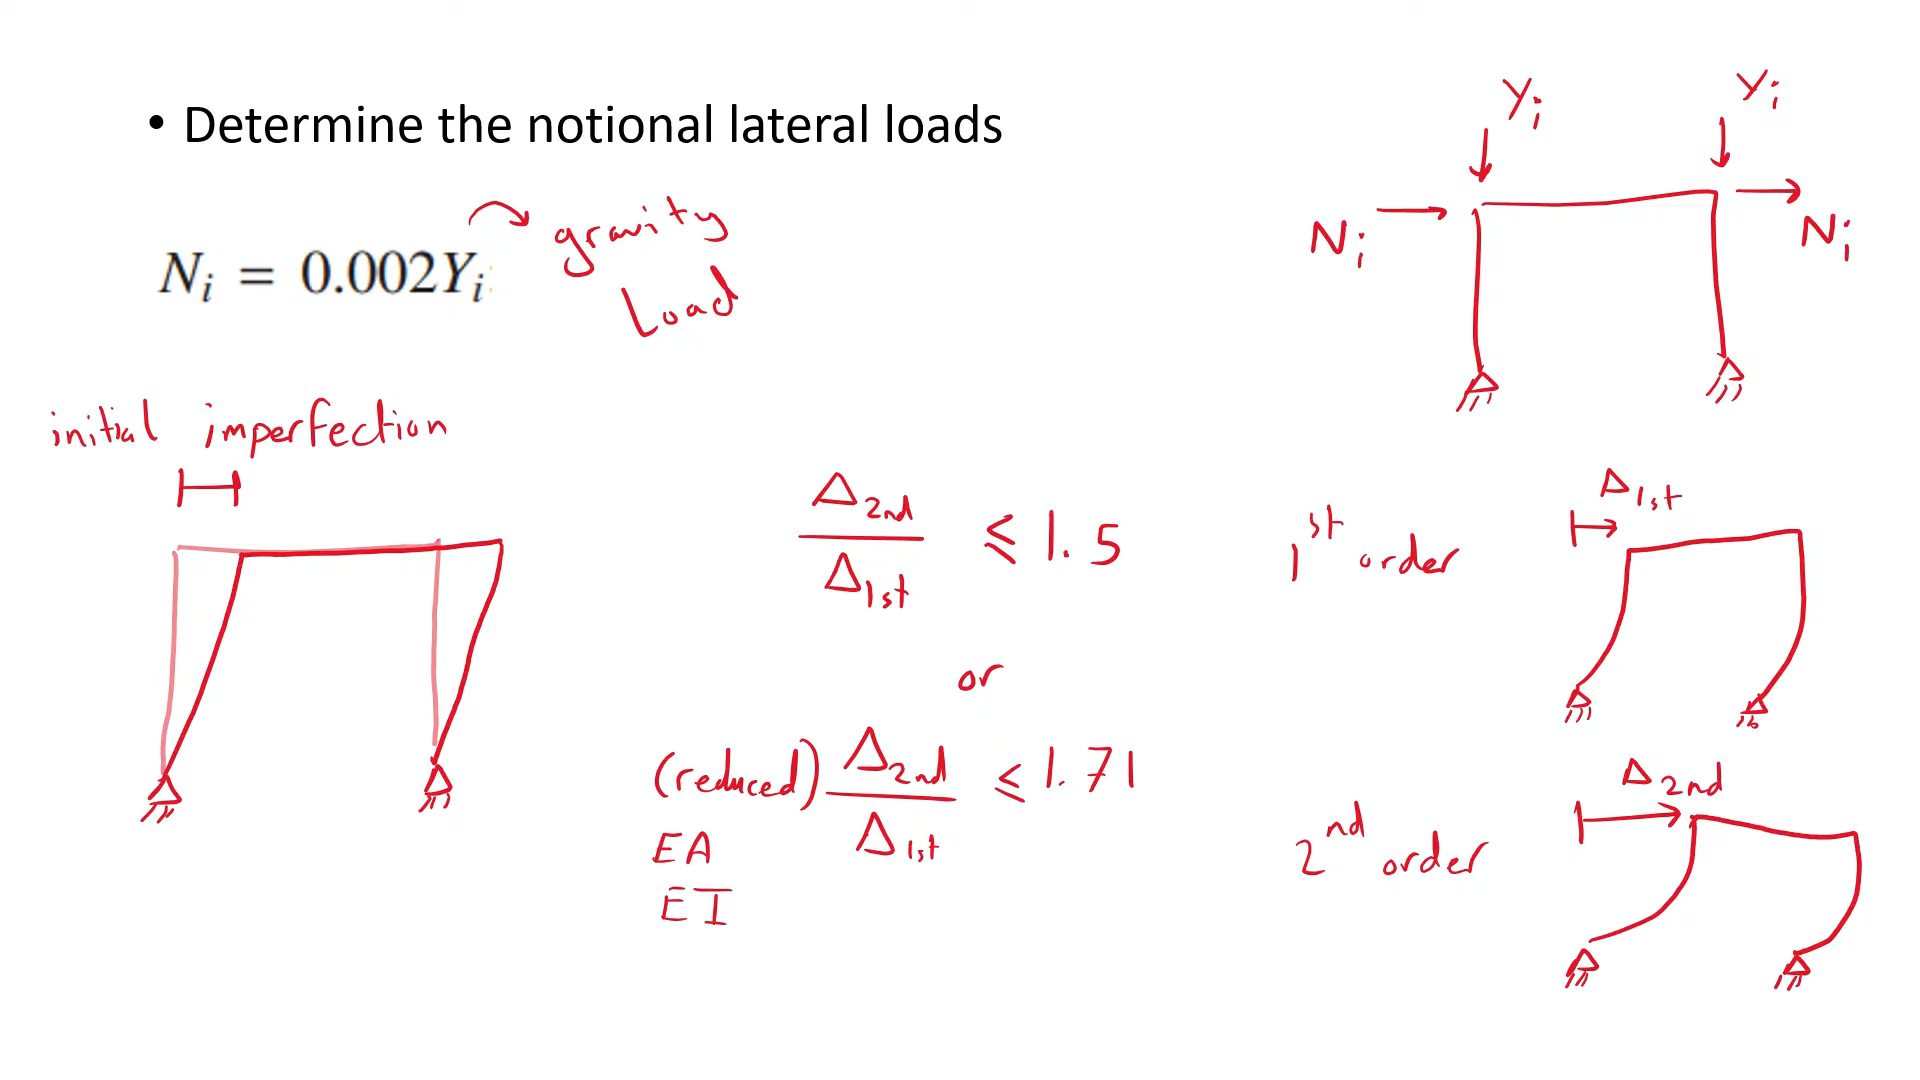 • Determine the notional lateral loads
Nᵢ = 0.002Yᵢ
gravity
Load
Yᵢ
Yᵢ
Nᵢ
Nᵢ
initial imperfection
Δ2nd
Δ1st
≤ 1.5
or
(reduced) Δ2nd
Δ1st
≤ 1.71
EA
EI
1st order
Δ1st
2nd order
Δ2nd